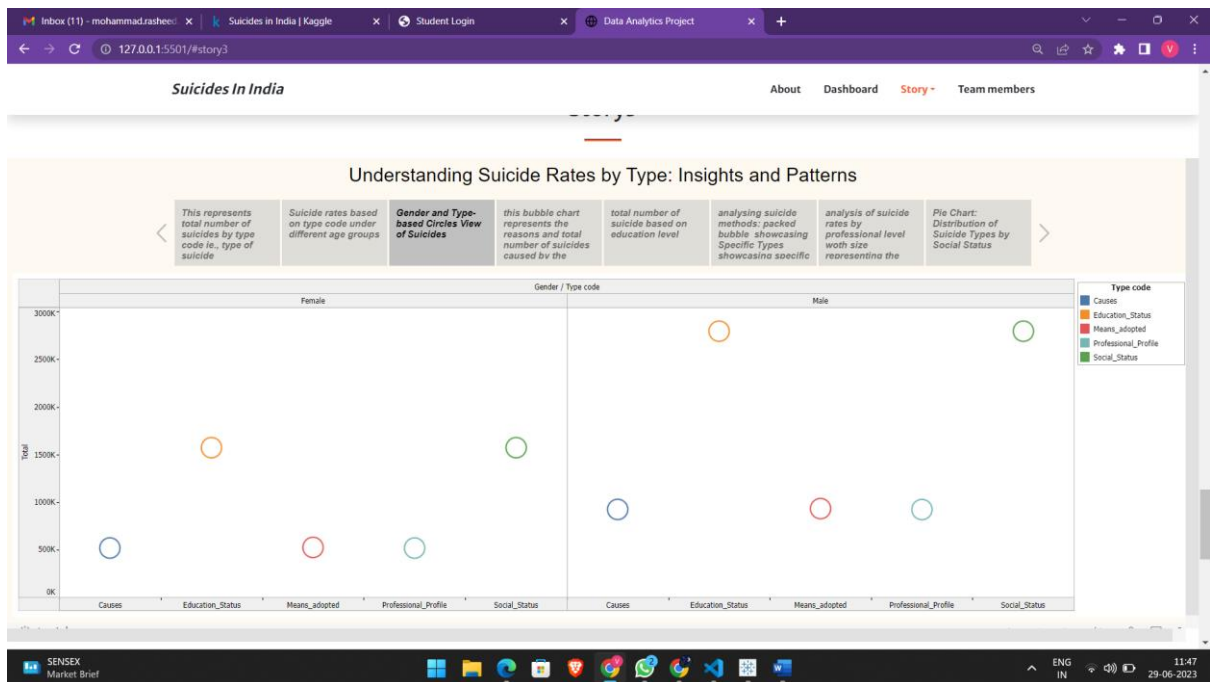 Inbox (11) - mohammad.rasheed
Suicides in India | Kaggle
Student Login
Data Analytics Project
127.0.0.1:5501/#story3
V
Suicides In India
About
Dashboard
Story
Team members
Understanding Suicide Rates by Type: Insights and Patterns
This represents
total number of
suicides by type
code ie., type of
suicide
Suicide rates based
on type code under
different age groups
Gender and Type-
based Circles View
of Suicides
this bubble chart
represents the
reasons and total
number of suicides
caused by the
total number of
suicide based on
education level
analysing suicide
methods: packed
bubble showcasing
Specific Types
showcasing specific
analysis of suicide
rates by
professional level
woth size
representing the
Pie Chart:
Distribution of
Suicide Types by
Social Status
Gender / Type code
Female
Male
3000K
2500K
2000K
1500K
1000K
500K
0K
Total
Causes
Education_Status
Means_adopted
Professional_Profile
Social_Status
Causes
Education_Status
Means_adopted
Professional_Profile
Social_Status
Type code
Causes
Education_Status
Means_adopted
Professional_Profile
Social_Status
SENSEX
Market Brief
ENG
IN
11:47
29-06-2023